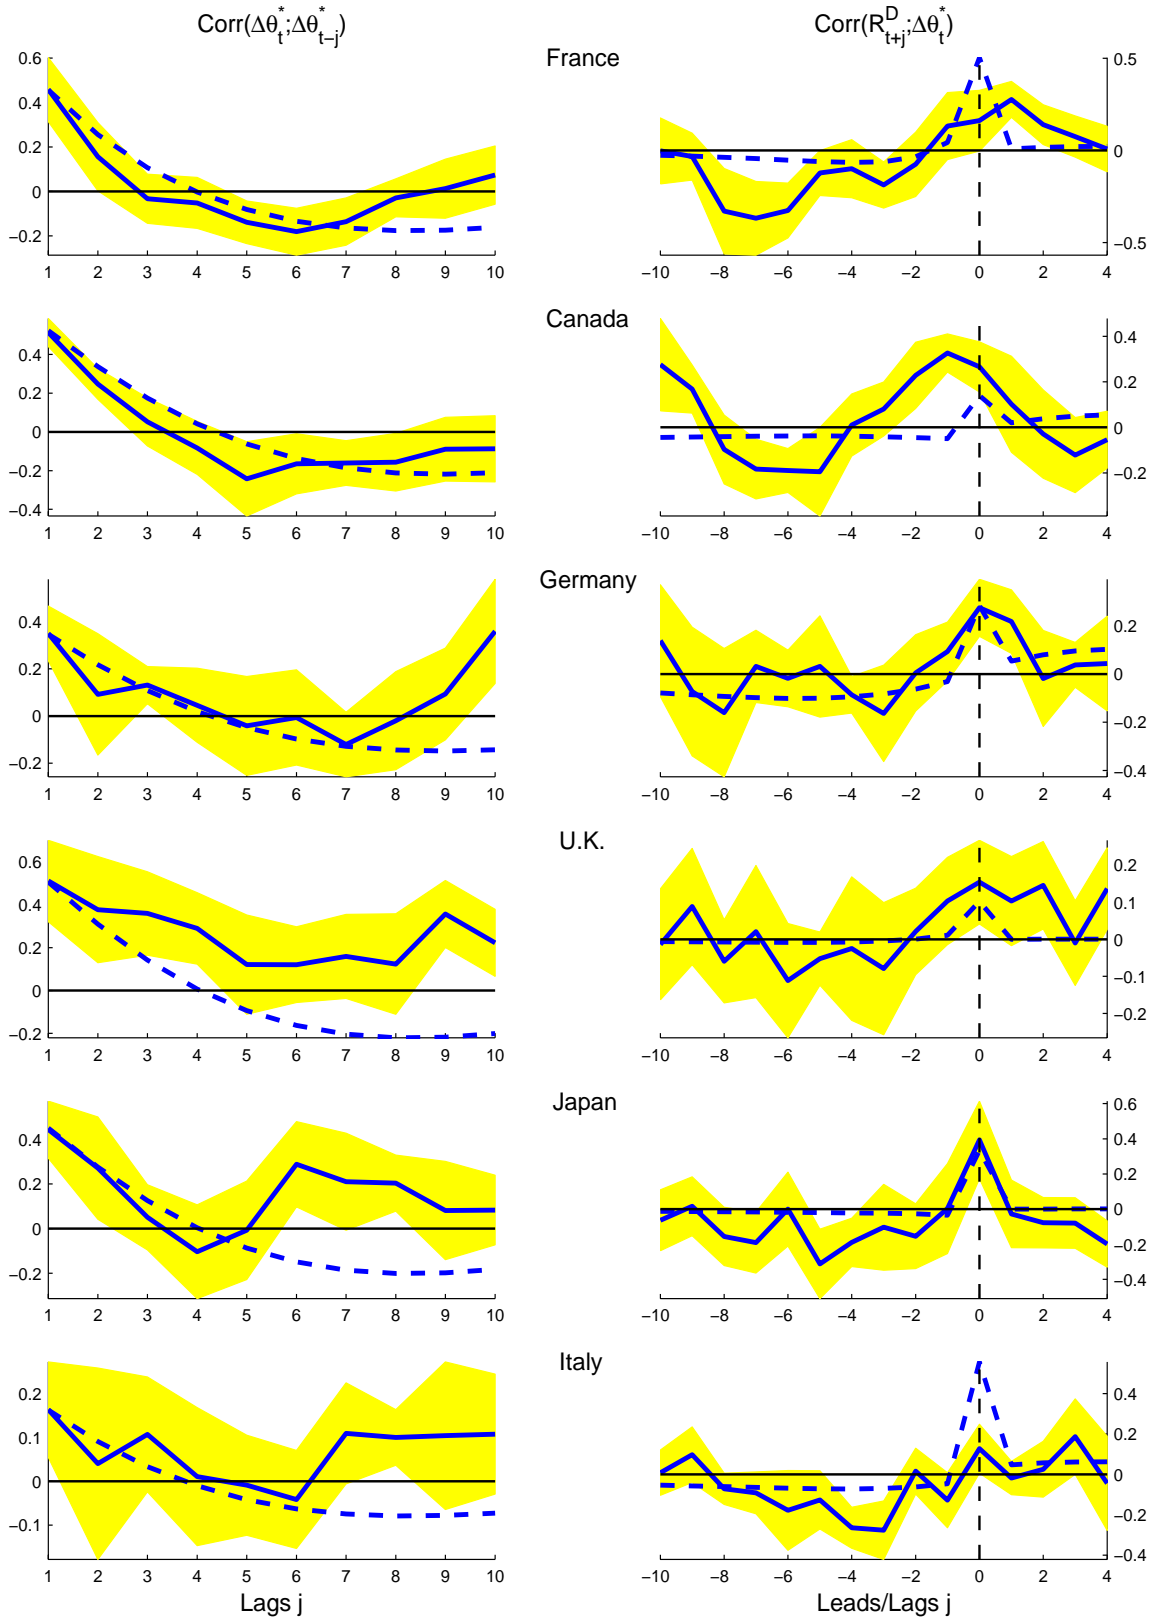 Corr(Δθ*t;Δθ*t−j)
Corr(R^D t+j;Δθ*t)
France
0.6
0.4
0.2
0
−0.2
1 2 3 4 5 6 7 8 9 10
0.5
0
−0.5
−10 −8 −6 −4 −2 0 2 4
Canada
0.4
0.2
0
−0.2
−0.4
1 2 3 4 5 6 7 8 9 10
0.4
0.2
0
−0.2
−10 −8 −6 −4 −2 0 2 4
Germany
0.4
0.2
0
−0.2
1 2 3 4 5 6 7 8 9 10
0.2
0
−0.2
−0.4
−10 −8 −6 −4 −2 0 2 4
U.K.
0.6
0.4
0.2
0
−0.2
1 2 3 4 5 6 7 8 9 10
0.2
0.1
0
−0.1
−0.2
−10 −8 −6 −4 −2 0 2 4
Japan
0.4
0.2
0
−0.2
1 2 3 4 5 6 7 8 9 10
0.6
0.4
0.2
0
−0.2
−0.4
−10 −8 −6 −4 −2 0 2 4
Italy
0.2
0.1
0
−0.1
1 2 3 4 5 6 7 8 9 10
Lags j
0.4
0.2
0
−0.2
−0.4
−10 −8 −6 −4 −2 0 2 4
Leads/Lags j